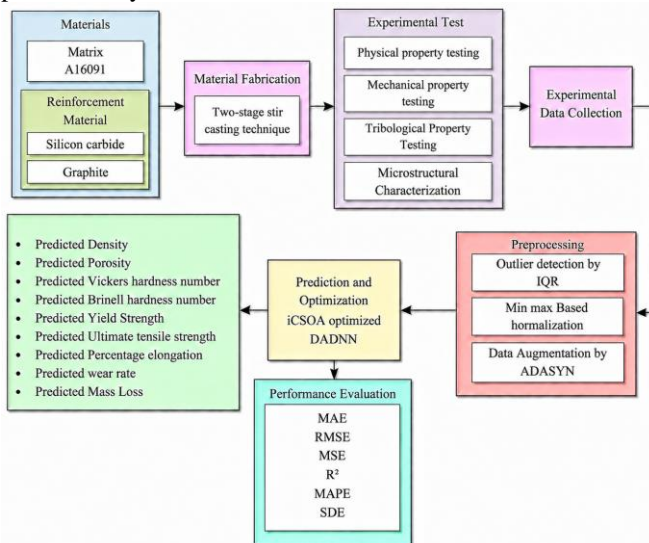 Materials
Matrix
A16091
Reinforcement
Material
Silicon carbide
Graphite
Material Fabrication
Two-stage stir
casting technique
Experimental Test
Physical property testing
Mechanical property
testing
Tribological Property
Testing
Microstructural
Characterization
Experimental
Data Collection
Preprocessing
Outlier detection by
IQR
Min max Based
hormalization
Data Augmentation by
ADASYN
Prediction and
Optimization
iCSOA optimized
DADNN
• Predicted Density
• Predicted Porosity
• Predicted Vickers hardness number
• Predicted Brinell hardness number
• Predicted Yield Strength
• Predicted Ultimate tensile strength
• Predicted Percentage elongation
• Predicted wear rate
• Predicted Mass Loss
Performance Evaluation
MAE
RMSE
MSE
R²
MAPE
SDE